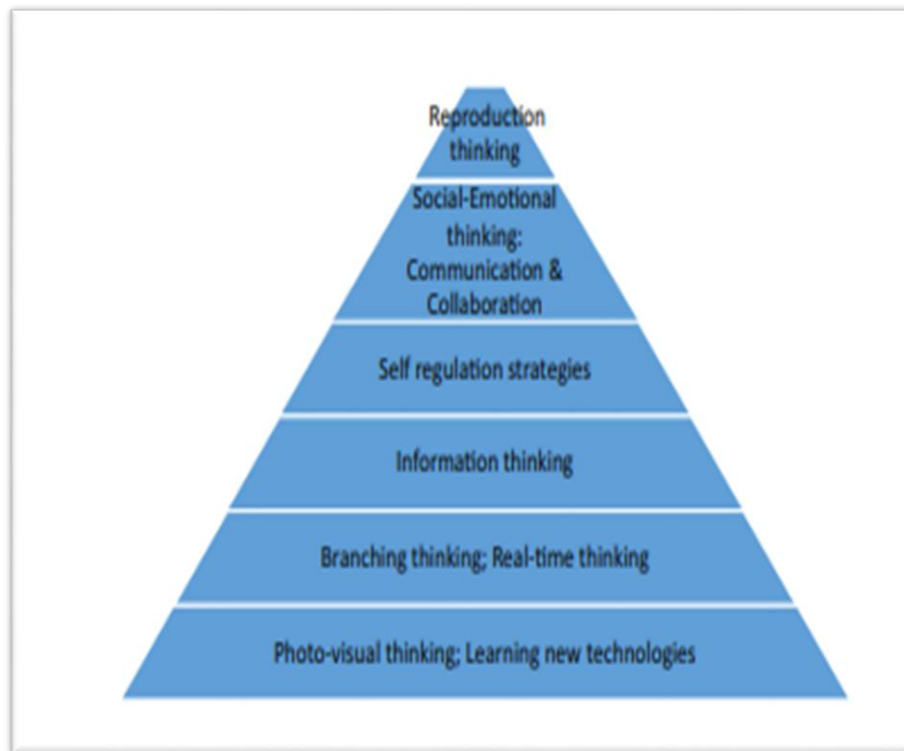 Reproduction
thinking
Social-Emotional
thinking:
Communication &
Collaboration
Self regulation strategies
Information thinking
Branching thinking; Real-time thinking
Photo-visual thinking; Learning new technologies